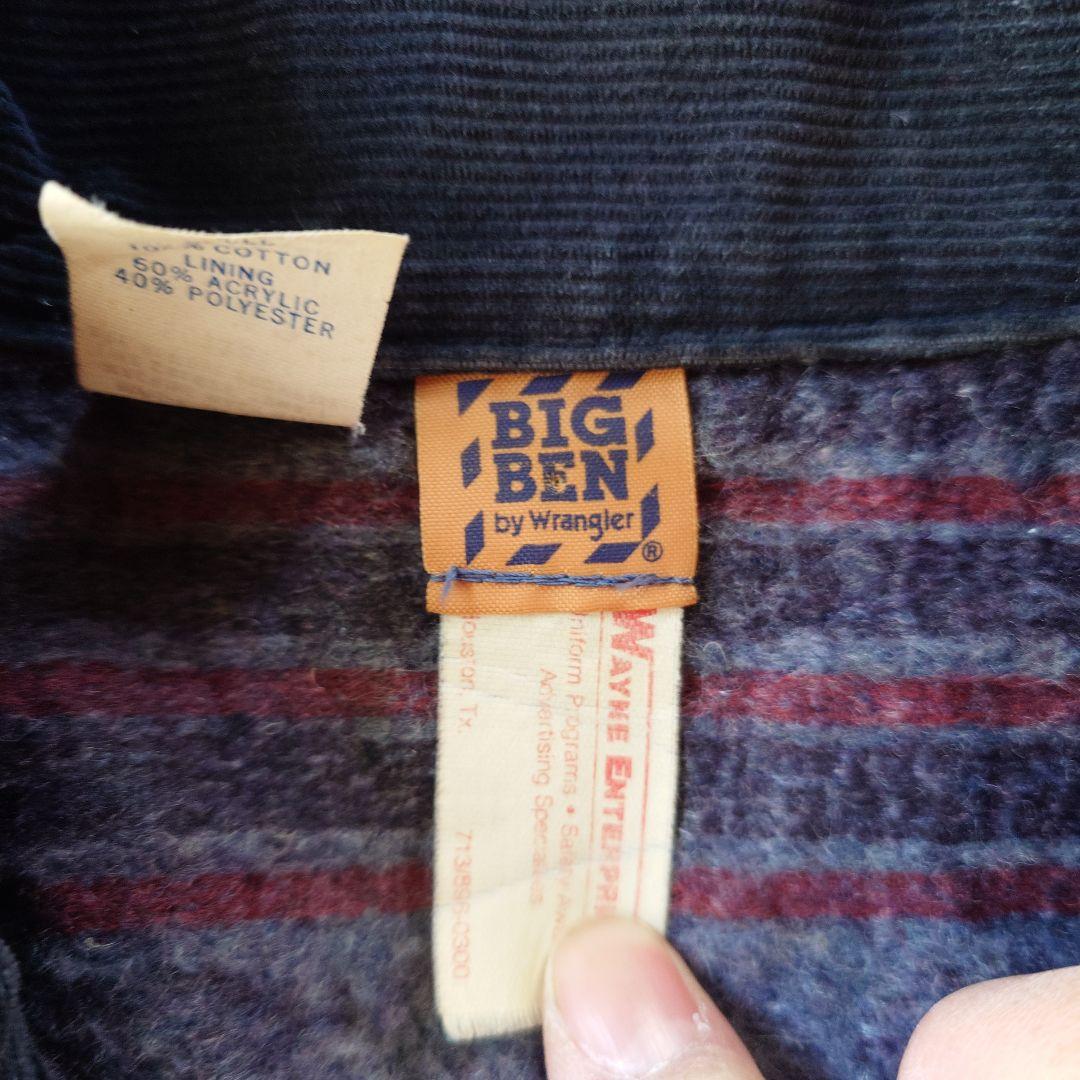 COTTON
LINING
60% ACRYLIC
40% POLYESTER
BIG
BEN
by Wrangler
®
WAYNE ENTERPR
Uniform Programs • Safety Aw
Advertising Specialties
Houston Tx. 713/896-0300